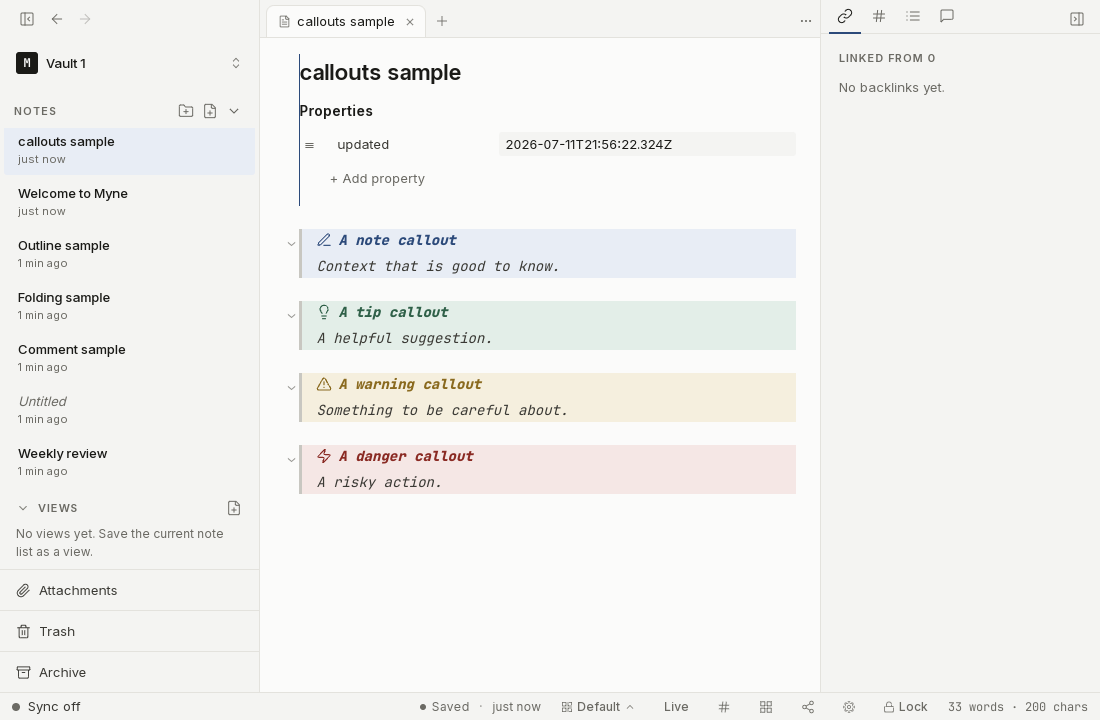 M Vault 1
NOTES
callouts sample
just now
Welcome to Myne
just now
Outline sample
1 min ago
Folding sample
1 min ago
Comment sample
1 min ago
Untitled
1 min ago
Weekly review
1 min ago
VIEWS
No views yet. Save the current note
list as a view.
Attachments
Trash
Archive
Sync off
callouts sample
callouts sample
Properties
updated 2026-07-11T21:56:22.324Z
+ Add property
A note callout
Context that is good to know.
A tip callout
A helpful suggestion.
A warning callout
Something to be careful about.
A danger callout
A risky action.
LINKED FROM 0
No backlinks yet.
Saved · just now Default Live Lock 33 words · 200 chars